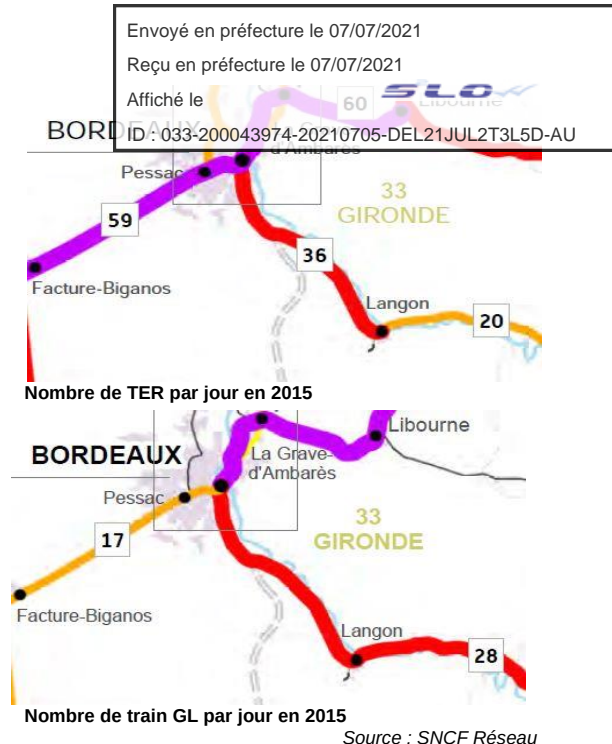 Envoyé en préfecture le 07/07/2021
Reçu en préfecture le 07/07/2021
Affiché le
SLO
60
Libourne
ID : 033-200043974-20210705-DEL21JUL2T3L5D-AU
BORDEAUX
d'Ambarès
Pessac
33
GIRONDE
59
36
Facture-Biganos
Langon
20
Nombre de TER par jour en 2015
Libourne
BORDEAUX
La Grave-
d'Ambarès
Pessac
33
GIRONDE
17
Facture-Biganos
Langon
28
Nombre de train GL par jour en 2015
Source : SNCF Réseau